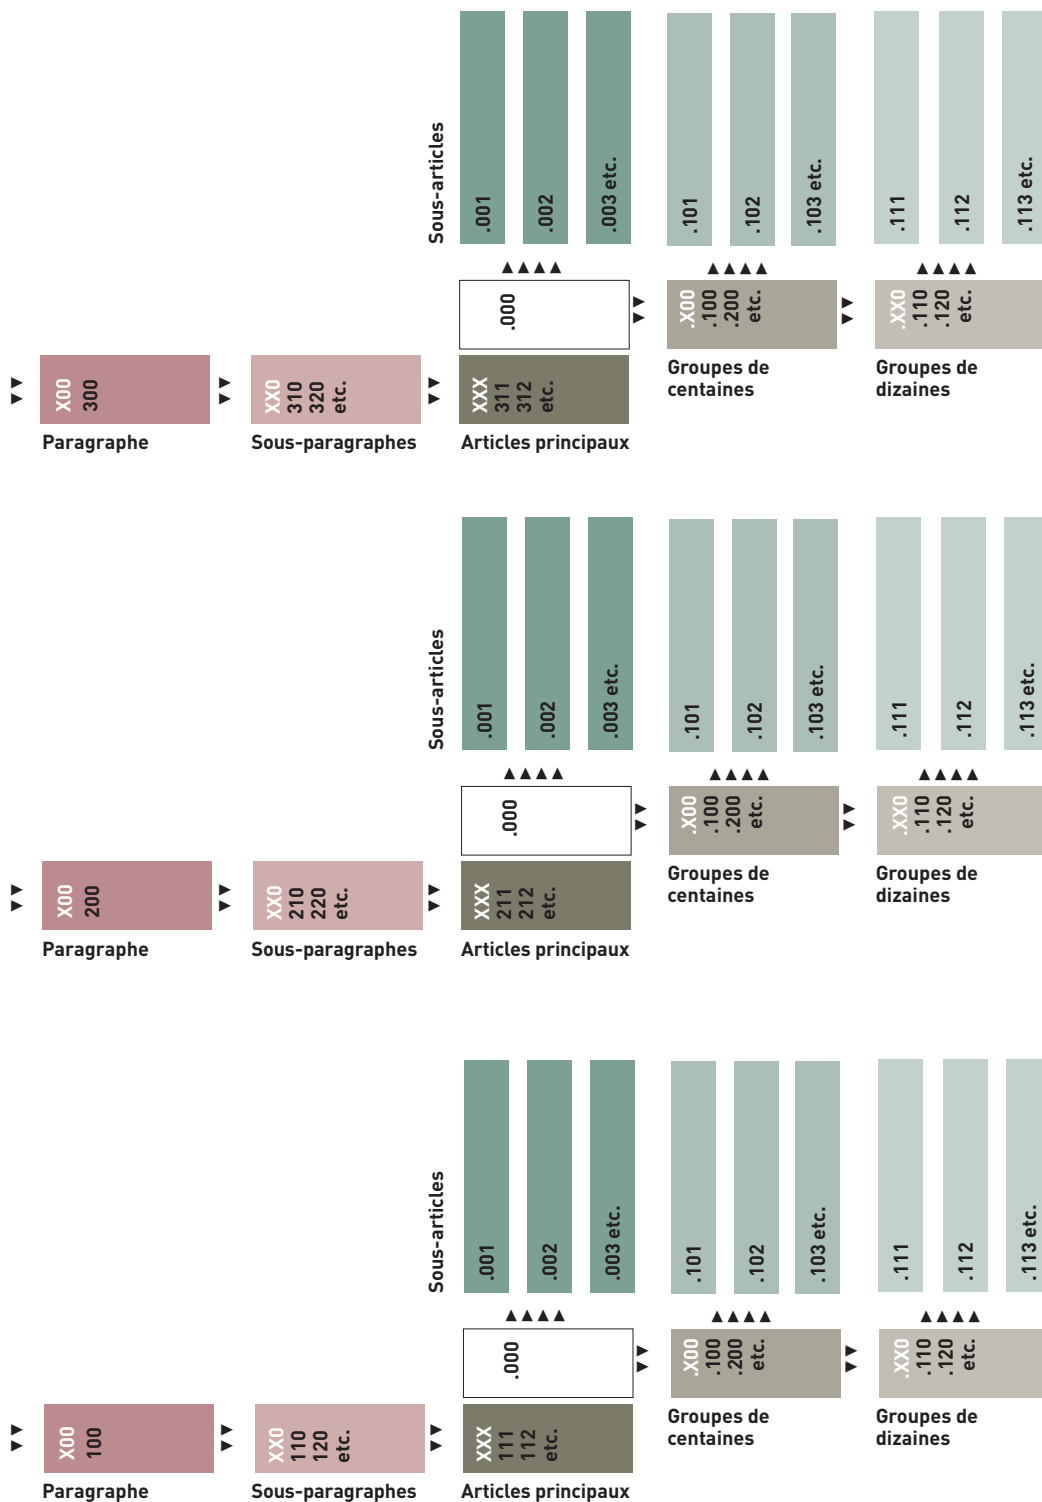 Sous-articles
.001
.002
.003 etc.
.101
.102
.103 etc.
.111
.112
.113 etc.
.000
.X00
.100
.200
etc.
.XX0
.110
.120
etc.
X00
300
XX0
310
320
etc.
XXX
311
312
etc.
Groupes de
centaines
Groupes de
dizaines
Paragraphe
Sous-paragraphes
Articles principaux
Sous-articles
.001
.002
.003 etc.
.101
.102
.103 etc.
.111
.112
.113 etc.
.000
.X00
.100
.200
etc.
.XX0
.110
.120
etc.
X00
200
XX0
210
220
etc.
XXX
211
212
etc.
Groupes de
centaines
Groupes de
dizaines
Paragraphe
Sous-paragraphes
Articles principaux
Sous-articles
.001
.002
.003 etc.
.101
.102
.103 etc.
.111
.112
.113 etc.
.000
.X00
.100
.200
etc.
.XX0
.110
.120
etc.
X00
100
XX0
110
120
etc.
XXX
111
112
etc.
Groupes de
centaines
Groupes de
dizaines
Paragraphe
Sous-paragraphes
Articles principaux